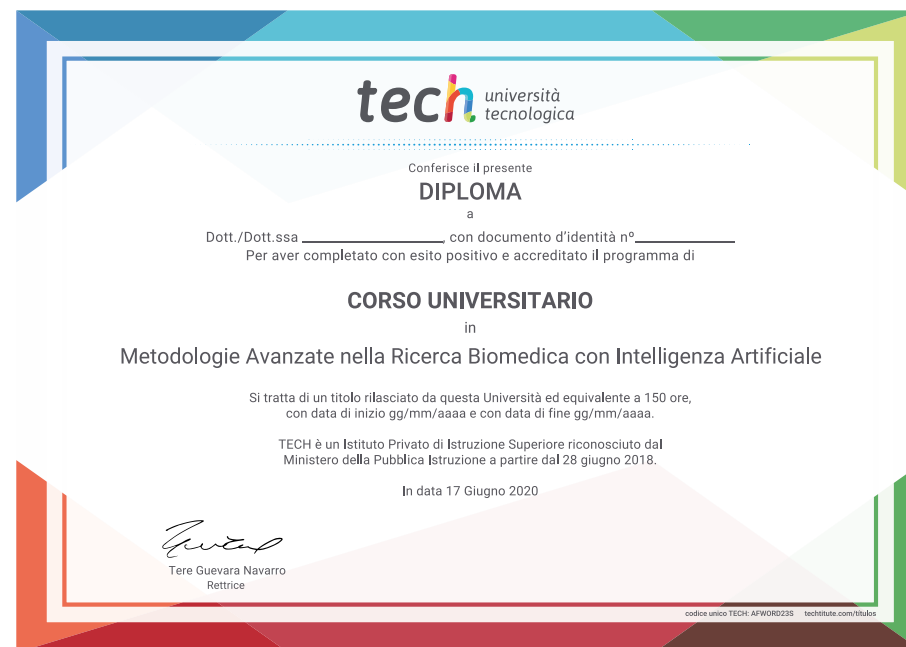 tech università
tecnologica
Conferisce il presente
DIPLOMA
a
Dott./Dott.ssa ____________, con documento d'identità nº____________
Per aver completato con esito positivo e accreditato il programma di
CORSO UNIVERSITARIO
in
Metodologie Avanzate nella Ricerca Biomedica con Intelligenza Artificiale
Si tratta di un titolo rilasciato da questa Università ed equivalente a 150 ore,
con data di inizio gg/mm/aaaa e con data di fine gg/mm/aaaa.
TECH è un Istituto Privato di Istruzione Superiore riconosciuto dal
Ministero della Pubblica Istruzione a partire dal 28 giugno 2018.
In data 17 Giugno 2020
Tere Guevara Navarro
Rettrice
codice unico TECH: AFWORD23S techtitute.com/titulos